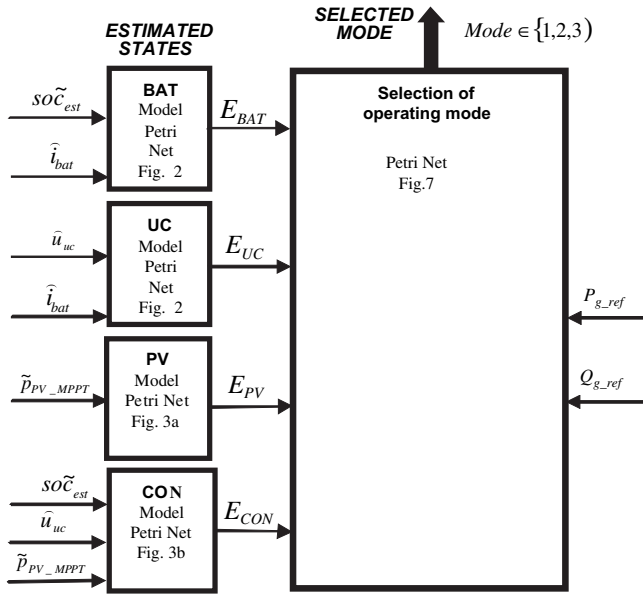 ESTIMATED
STATES
SELECTED
MODE
Mode ∈ {1,2,3)
soc̃_est
î_bat
BAT
Model
Petri
Net
Fig. 2
E_BAT
û_uc
î_bat
UC
Model
Petri
Net
Fig. 2
E_UC
p̃_PV_MPPT
PV
Model
Petri Net
Fig. 3a
E_PV
soc̃_est
û_uc
p̃_PV_MPPT
CON
Model
Petri Net
Fig. 3b
E_CON
Selection of
operating mode
Petri Net
Fig.7
P_g_ref
Q_g_ref